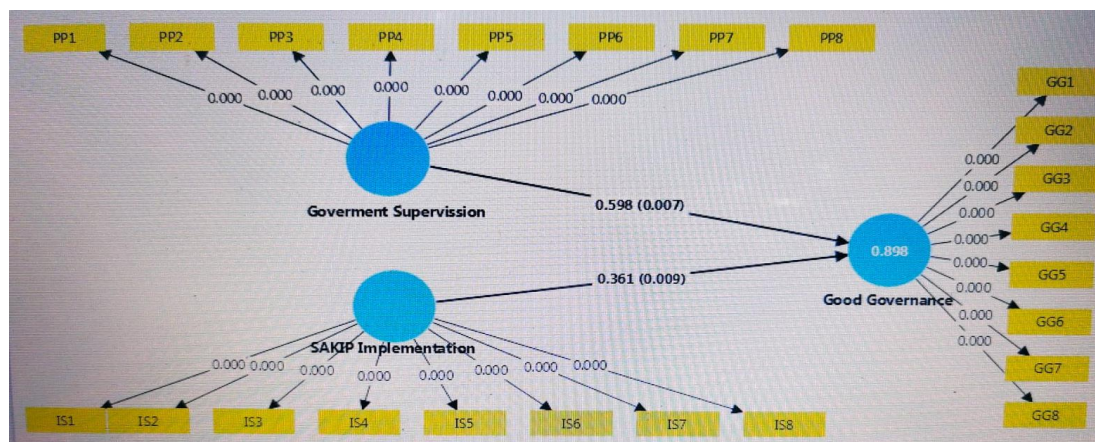 PP1 PP2 PP3 PP4 PP5 PP6 PP7 PP8
0.000 0.000 0.000 0.000 0.000 0.000 0.000 0.000
Goverment Supervission
0.598 (0.007)
GG1
GG2
GG3
GG4
GG5
GG6
GG7
GG8
0.000
0.000
0.000
0.000
0.000
0.000
0.000
0.000
0.898
Good Governance
0.361 (0.009)
SAKIP Implementation
0.000 0.000 0.000 0.000 0.000 0.000 0.000 0.000
IS1 IS2 IS3 IS4 IS5 IS6 IS7 IS8